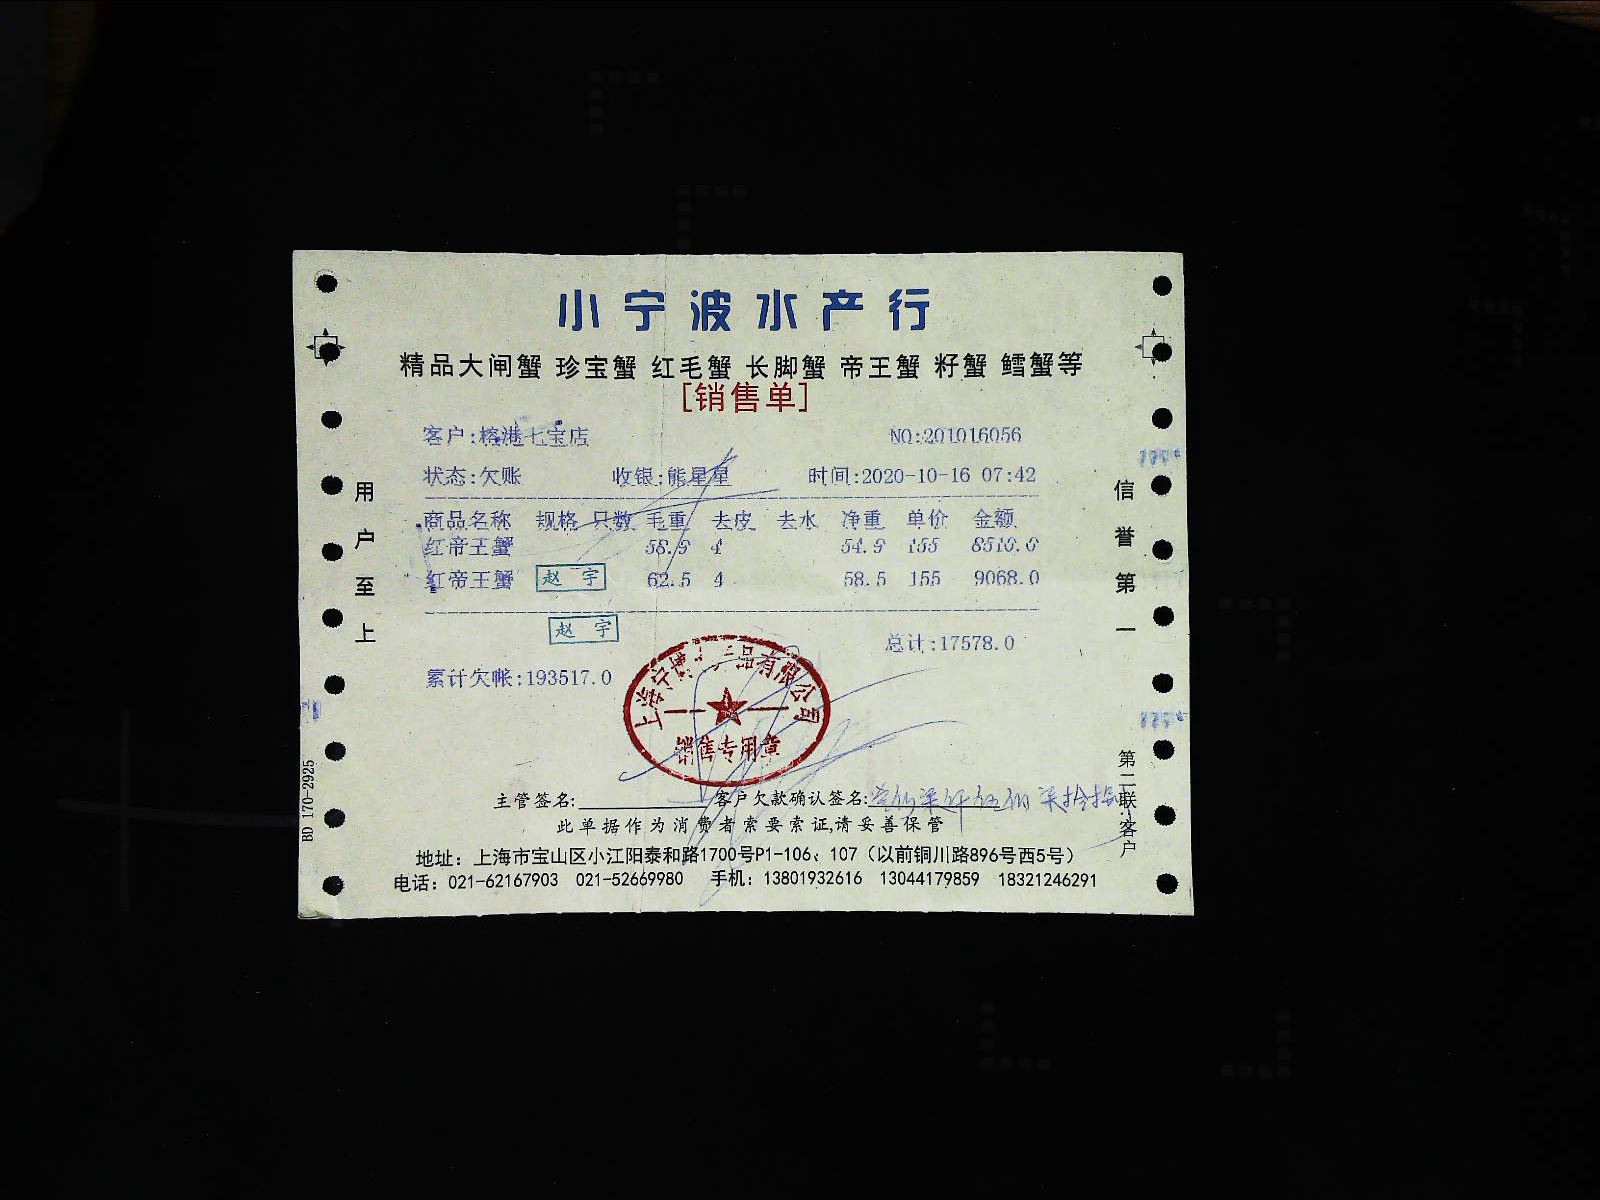 小宁波水产行
精品大闸蟹 珍宝蟹 红毛蟹 长脚蟹 帝王蟹 籽蟹 鳕蟹等
[销售单]
客户:榕港七宝店 NO:201016056
状态:欠账 收银:熊星星 时间:2020-10-16 07:42
商品名称 规格 只数 毛重 去皮 去水 净重 单价 金额
红帝王蟹 58.9 4 54.9 155 8510.0
红帝王蟹 赵宇 62.5 4 58.5 155 9068.0
赵宇
总计:17578.0
累计欠帐:193517.0
有限公司
销售专用章
主管签名: 客户欠款确认签名:
此单据作为消费者索要索证,请妥善保管
地址：上海市宝山区小江阳泰和路1700号P1-106、107（以前铜川路896号西5号）
电话：021-62167903 021-52669980 手机：13801932616 13044179859 18321246291
用户至上
信誉第一
第二联:客户
BD 170-2925